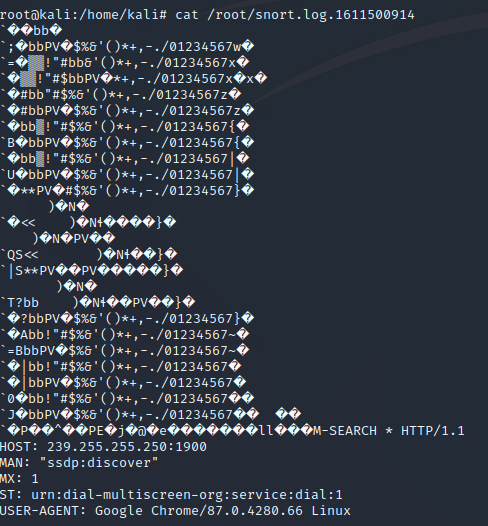 root@kali:/home/kali# cat /root/snort.log.1611500914
`���bb�
`;�bbPV�$%&'()*+,-./01234567w�
`=�▒▒!"#bb&'()*+,-./01234567x�
`�▒▒!"#$bbPV�*+,-./01234567x�x�
`�#bb"#$%&'()*+,-./01234567z�
`�#bbPV�$%&'()*+,-./01234567z�
`�bb▒!"#$%&'()*+,-./01234567{�
`B�bbPV�$%&'()*+,-./01234567{�
`�bb▒!"#$%&'()*+,-./01234567|�
`U�bbPV�$%&'()*+,-./01234567|�
`�**PV�#$%&'()*+,-./01234567}�
)�N�
`�<< )�Nɫ����}�
)�N�PV��
`QS<< )�Nɫ��}�
`|S**PV��PV�����}�
)�N�
`T?bb )�Nɫ��PV��}�
`�?bbPV�$%&'()*+,-./01234567}�
`�Abb!"#$%&'()*+,-./01234567~�
`=BbbPV�$%&'()*+,-./01234567~�
`�|bb!"#$%&'()*+,-./01234567�
`�|bbPV�$%&'()*+,-./01234567�
`0�bb!"#$%&'()*+,-./01234567��
`J�bbPV�$%&'()*+,-./01234567�� ��
`�P��^��PE�j�@�e�������ll���M-SEARCH * HTTP/1.1
HOST: 239.255.255.250:1900
MAN: "ssdp:discover"
MX: 1
ST: urn:dial-multiscreen-org:service:dial:1
USER-AGENT: Google Chrome/87.0.4280.66 Linux